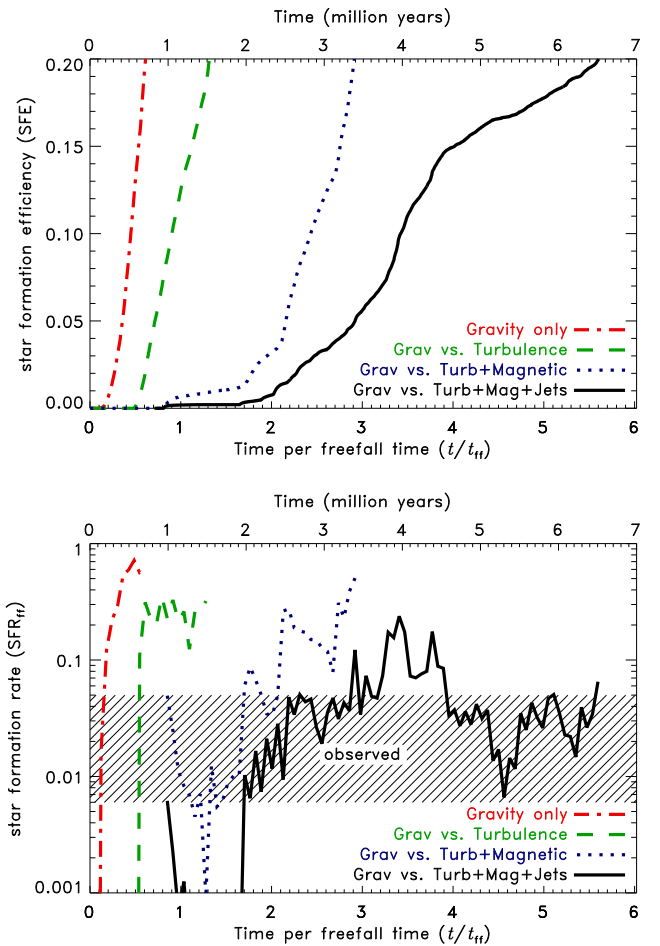 Time (million years)
0 1 2 3 4 5 6 7
0.20
0.15
0.10
0.05
0.00
star formation efficiency (SFE)
Gravity only
Grav vs. Turbulence
Grav vs. Turb+Magnetic
Grav vs. Turb+Mag+Jets
0 1 2 3 4 5 6
Time per freefall time (t/t_ff)
Time (million years)
0 1 2 3 4 5 6 7
1
0.1
0.01
0.001
star formation rate (SFR_ff)
observed
Gravity only
Grav vs. Turbulence
Grav vs. Turb+Magnetic
Grav vs. Turb+Mag+Jets
0 1 2 3 4 5 6
Time per freefall time (t/t_ff)